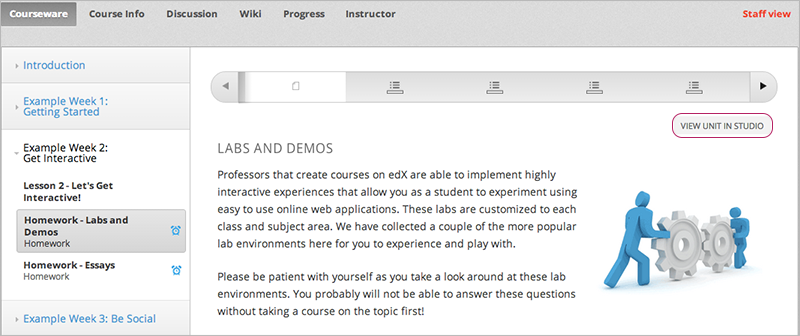 Courseware Course Info Discussion Wiki Progress Instructor Staff view
Introduction
Example Week 1:
Getting Started
Example Week 2:
Get Interactive
Lesson 2 - Let's Get
Interactive!
Homework - Labs and
Demos
Homework
Homework - Essays
Homework
Example Week 3: Be Social
VIEW UNIT IN STUDIO
LABS AND DEMOS
Professors that create courses on edX are able to implement highly
interactive experiences that allow you as a student to experiment using
easy to use online web applications. These labs are customized to each
class and subject area. We have collected a couple of the more popular
lab environments here for you to experience and play with.
Please be patient with yourself as you take a look around at these lab
environments. You probably will not be able to answer these questions
without taking a course on the topic first!